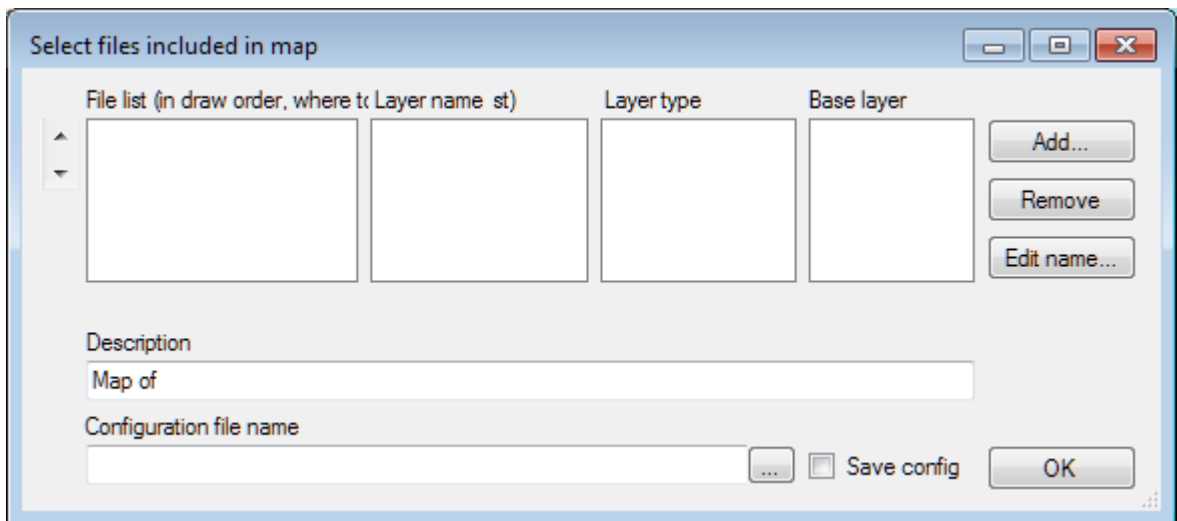 Select files included in map
File list (in draw order, where to Layer name st) Layer type Base layer
Add...
Remove
Edit name...
Description
Map of
Configuration file name
... Save config OK